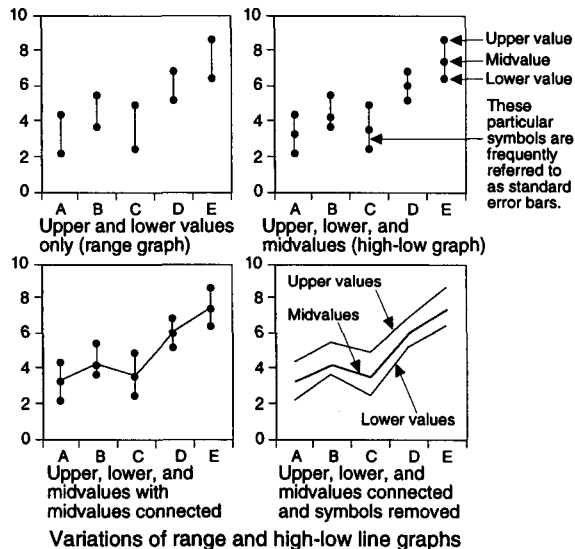 10
8
6
4
2
0
A B C D E
Upper and lower values
only (range graph)
10
8
6
4
2
0
A B C D E
Upper, lower, and
midvalues (high-low graph)
Upper value
Midvalue
Lower value
These
particular
symbols are
frequently
referred to
as standard
error bars.
10
8
6
4
2
0
A B C D E
Upper, lower, and
midvalues with
midvalues connected
10
8
6
4
2
0
Upper values
Midvalues
Lower values
A B C D E
Upper, lower, and
midvalues connected
and symbols removed
Variations of range and high-low line graphs